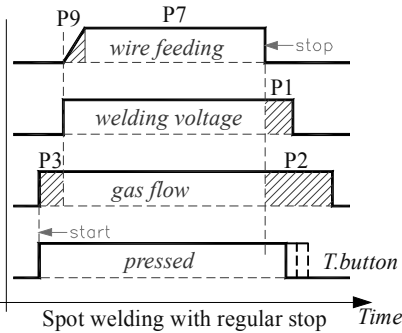 P9 P7
wire feeding
stop
P1
welding voltage
P3 P2
gas flow
start
pressed
T.button
Spot welding with regular stop Time